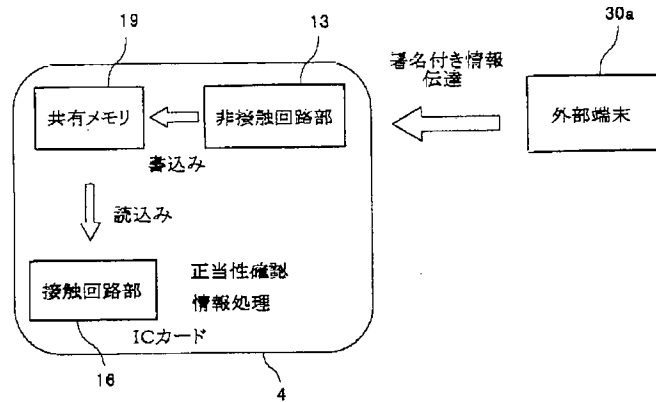 19
13
30a
署名付き情報
伝達
共有メモリ
非接触回路部
外部端末
書込み
読込み
接触回路部
正当性確認
情報処理
ICカード
16
4